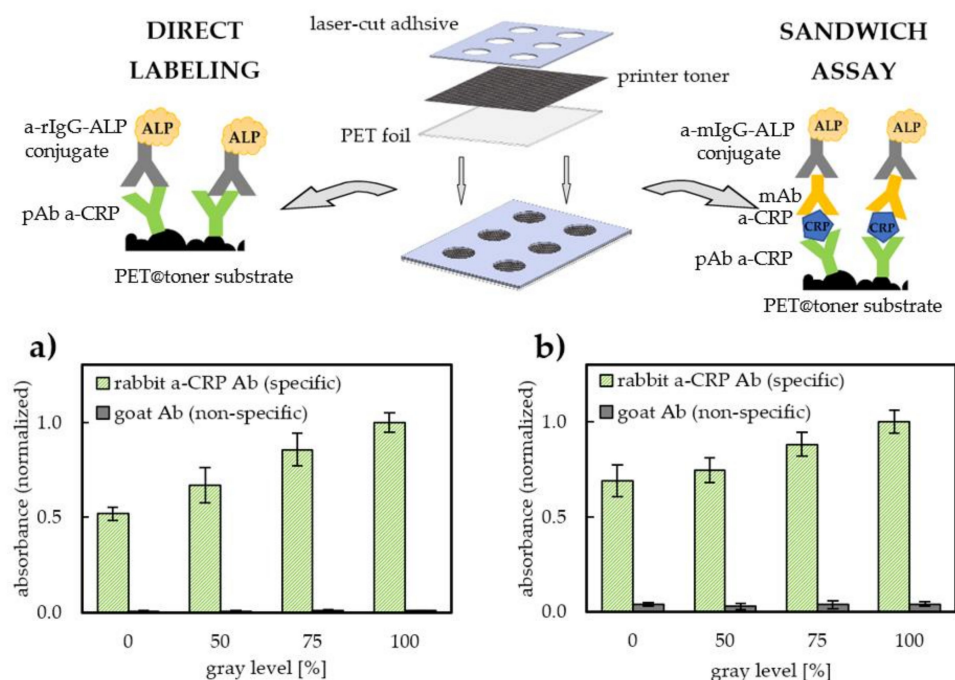 DIRECT
LABELING
a-rIgG-ALP
conjugate
ALP
ALP
pAb a-CRP
PET@toner substrate
laser-cut adhsive
printer toner
PET foil
SANDWICH
ASSAY
a-mIgG-ALP
conjugate
ALP
ALP
mAb
a-CRP
CRP
CRP
pAb a-CRP
PET@toner substrate
a)
rabbit a-CRP Ab (specific)
goat Ab (non-specific)
absorbance (normalized)
1.0
0.5
0.0
0 50 75 100
gray level [%]
b)
rabbit a-CRP Ab (specific)
goat Ab (non-specific)
absorbance (normalized)
1.0
0.5
0.0
0 50 75 100
gray level [%]